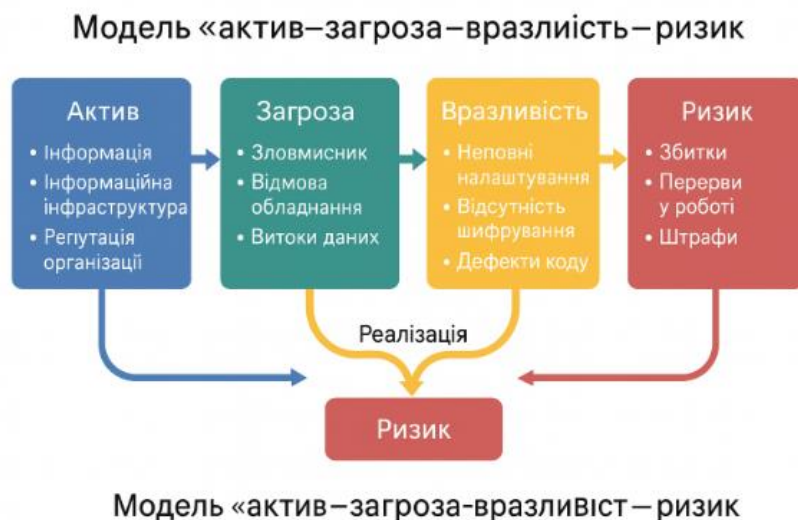 Модель «актив–загроза–вразлиість–ризик
Актив
• Інформація
• Інформаційна
інфраструктура
• Репутація
організації
Загроза
• Зловмисник
• Відмова
обладнання
• Витоки даних
Вразливість
• Неповні
налаштування
• Відсутність
шифрування
• Дефекти коду
Ризик
• Збитки
• Перерви
у роботі
• Штрафи
Реалізація
Ризик
Модель «актив–загроза-вразливіст–ризик